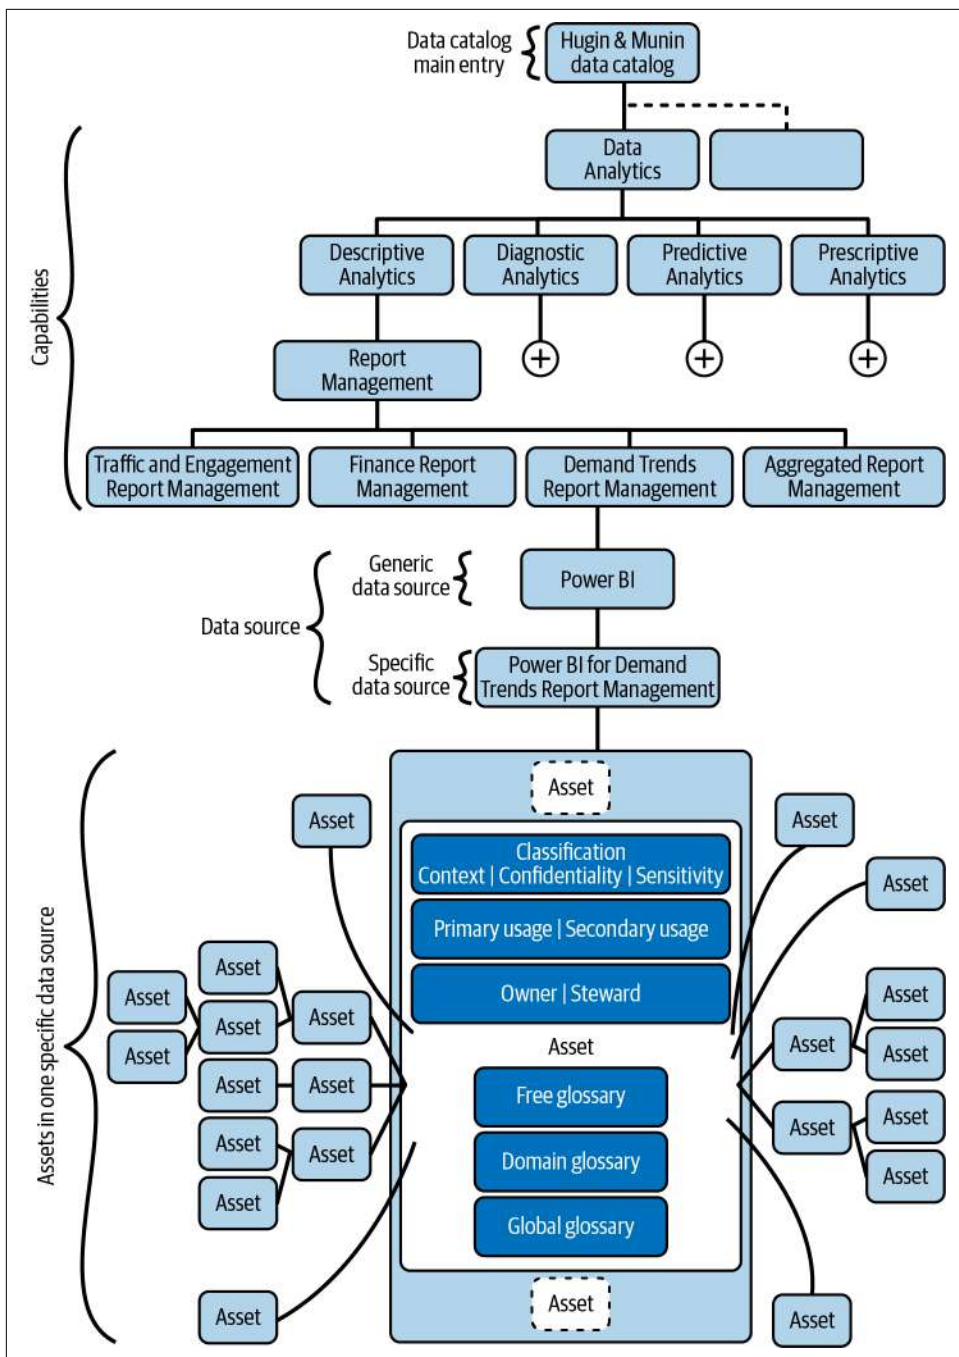 Data catalog
main entry
Hugin & Munin
data catalog
Data
Analytics
Capabilities
Descriptive
Analytics
Diagnostic
Analytics
Predictive
Analytics
Prescriptive
Analytics
Report
Management
+
+
+
Traffic and Engagement
Report Management
Finance Report
Management
Demand Trends
Report Management
Aggregated Report
Management
Data source
Generic
data source
Power BI
Specific
data source
Power BI for Demand
Trends Report Management
Assets in one specific data source
Asset
Asset
Asset
Classification
Context | Confidentiality | Sensitivity
Asset
Primary usage | Secondary usage
Asset
Asset
Asset
Owner | Steward
Asset
Asset
Asset
Asset
Asset
Asset
Asset
Asset
Asset
Asset
Free glossary
Asset
Asset
Asset
Asset
Domain glossary
Asset
Asset
Global glossary
Asset
Asset
Asset